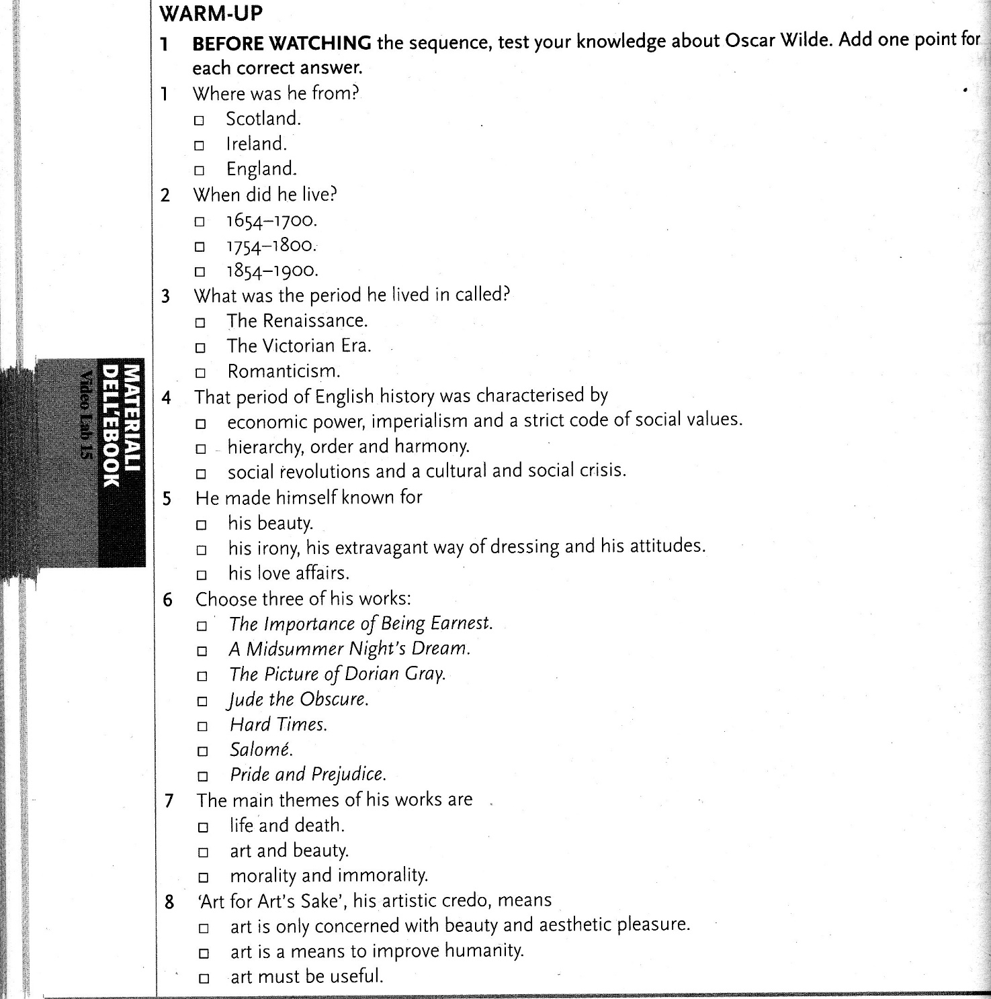 WARM-UP
1 BEFORE WATCHING the sequence, test your knowledge about Oscar Wilde. Add one point for
each correct answer.
1 Where was he from?
□ Scotland.
□ Ireland.
□ England.
2 When did he live?
□ 1654–1700.
□ 1754–1800.
□ 1854–1900.
3 What was the period he lived in called?
□ The Renaissance.
□ The Victorian Era.
□ Romanticism.
4 That period of English history was characterised by
□ economic power, imperialism and a strict code of social values.
□ hierarchy, order and harmony.
□ social revolutions and a cultural and social crisis.
5 He made himself known for
□ his beauty.
□ his irony, his extravagant way of dressing and his attitudes.
□ his love affairs.
6 Choose three of his works:
□ The Importance of Being Earnest.
□ A Midsummer Night's Dream.
□ The Picture of Dorian Gray.
□ Jude the Obscure.
□ Hard Times.
□ Salomé.
□ Pride and Prejudice.
7 The main themes of his works are
□ life and death.
□ art and beauty.
□ morality and immorality.
8 ‘Art for Art's Sake’, his artistic credo, means
□ art is only concerned with beauty and aesthetic pleasure.
□ art is a means to improve humanity.
□ art must be useful.
MATERIALI
DELL'EBOOK
Video Lab 15